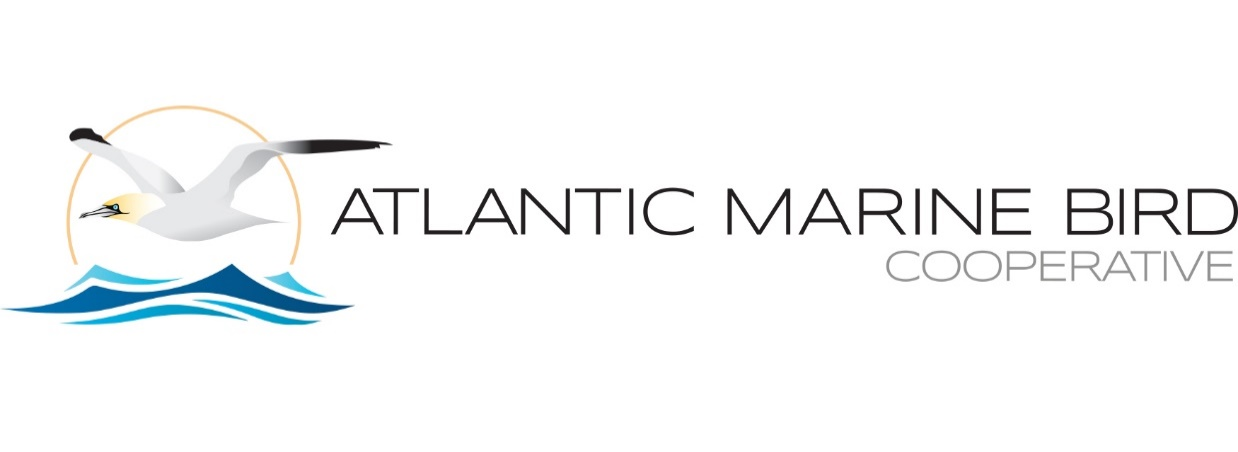 ATLANTIC MARINE BIRD
COOPERATIVE